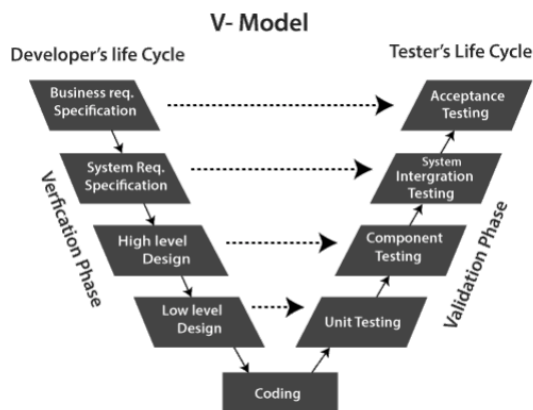 V- Model
Developer's life Cycle
Tester's Life Cycle
Business req.
Specification
Acceptance
Testing
System Req.
Specification
System
Intergration
Testing
High level
Design
Component
Testing
Low level
Design
Unit Testing
Coding
Verfication Phase
Validation Phase